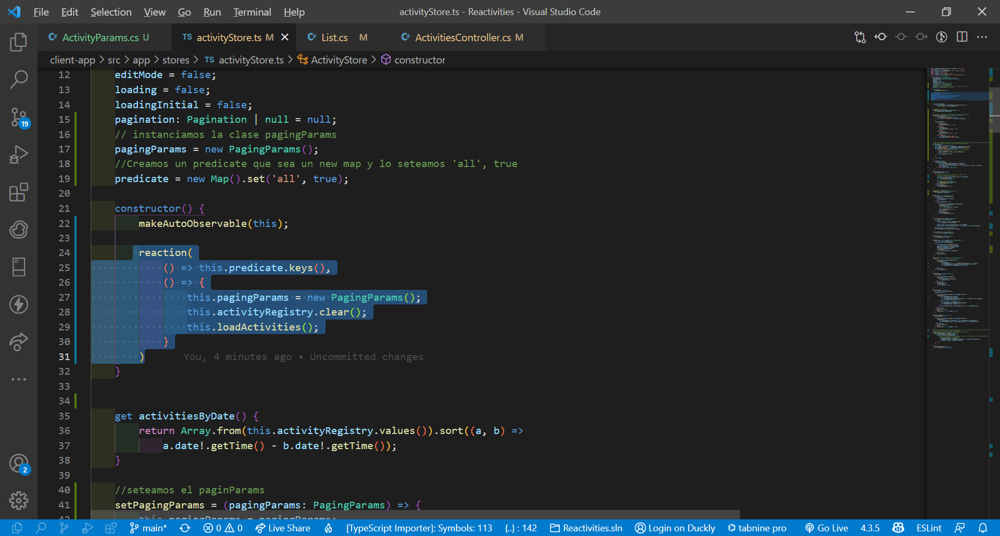 File Edit Selection View Go Run Terminal Help activityStore.ts - Reactivities - Visual Studio Code
C# ActivityParams.cs U TS activityStore.ts M C# List.cs M C# ActivitiesController.cs M
client-app > src > app > stores > TS activityStore.ts > ActivityStore > constructor
12 editMode = false;
13 loading = false;
14 loadingInitial = false;
15 pagination: Pagination | null = null;
16 // instanciamos la clase pagingParams
17 pagingParams = new PagingParams();
18 //Creamos un predicate que sea un new map y lo seteamos 'all', true
19 predicate = new Map().set('all', true);
20
21 constructor() {
22 makeAutoObservable(this);
23
24 reaction(
25 () => this.predicate.keys(),
26 () => {
27 this.pagingParams = new PagingParams();
28 this.activityRegistry.clear();
29 this.loadActivities();
30 }
31 ) You, 4 minutes ago • Uncommitted changes
32 }
33
34
35 get activitiesByDate() {
36 return Array.from(this.activityRegistry.values()).sort((a, b) =>
37 a.date!.getTime() - b.date!.getTime());
38 }
39
40 //seteamos el paginParams
41 setPagingParams = (pagingParams: PagingParams) => {
42 this.pagingParams = pagingParams;
19
2
main* 0 0 Live Share [TypeScript Importer]: Symbols: 113 {..} : 142 Reactivities.sln Login on Duckly tabnine pro Go Live 4.3.5 ESLint